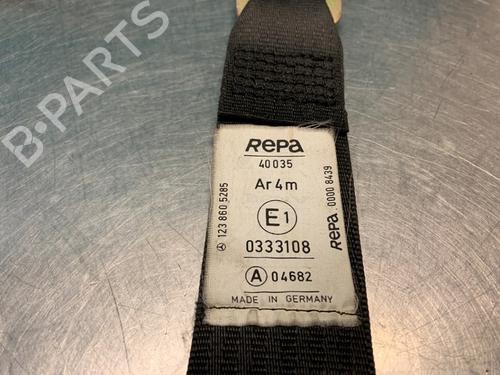 B-PARTS
Repa
40035
Ar4m
E1
0333108
A 04682
MADE IN GERMANY
123 860 5285
Repa 0000 8439